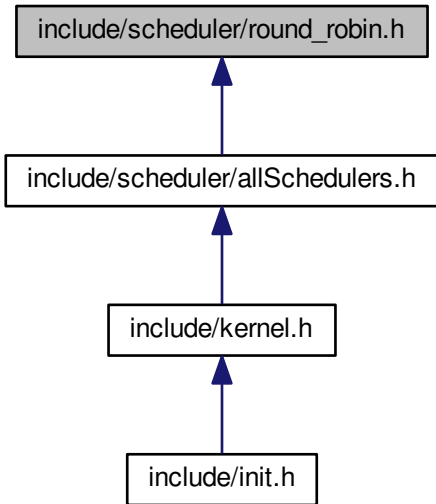 include/scheduler/round_robin.h
include/scheduler/allSchedulers.h
include/kernel.h
include/init.h